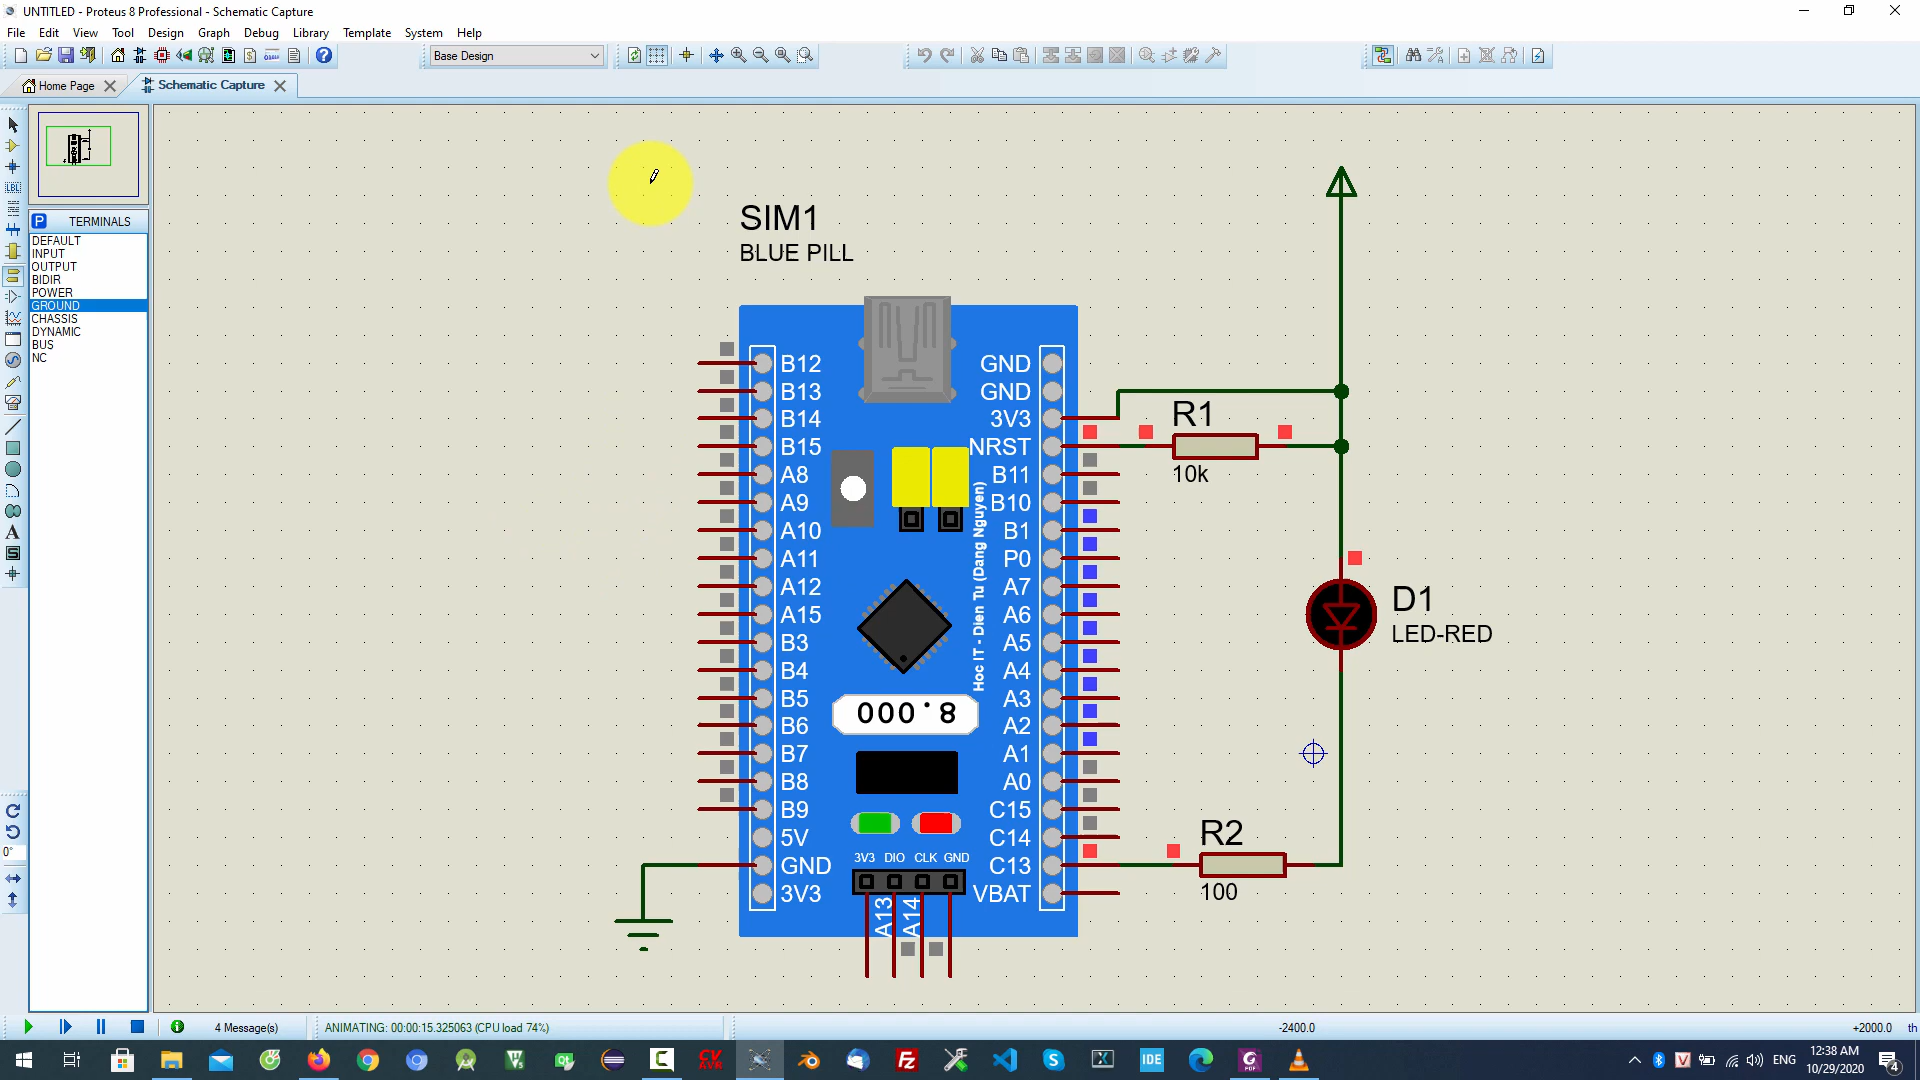 UNTITLED - Proteus 8 Professional - Schematic Capture
File Edit View Tool Design Graph Debug Library Template System Help
Base Design
Home Page
Schematic Capture
LBL
P TERMINALS
DEFAULT
INPUT
OUTPUT
BIDIR
POWER
GROUND
CHASSIS
DYNAMIC
BUS
NC
0°
SIM1
BLUE PILL
B12
B13
B14
B15
A8
A9
A10
A11
A12
A15
B3
B4
B5
B6
B7
B8
B9
5V
GND
3V3
GND
GND
3V3
NRST
B11
B10
B1
P0
A7
A6
A5
A4
A3
A2
A1
A0
C15
C14
C13
VBAT
Hoc IT - Dien Tu (Dang Nguyen)
8.000
3V3 DIO CLK GND
A13
A14
R1
10k
D1
LED-RED
R2
100
4 Message(s)
ANIMATING: 00:00:15.325063 (CPU load 74%)
-2400.0
+2000.0
th
CV
AVR
IDE
ENG
12:38 AM
10/29/2020
4